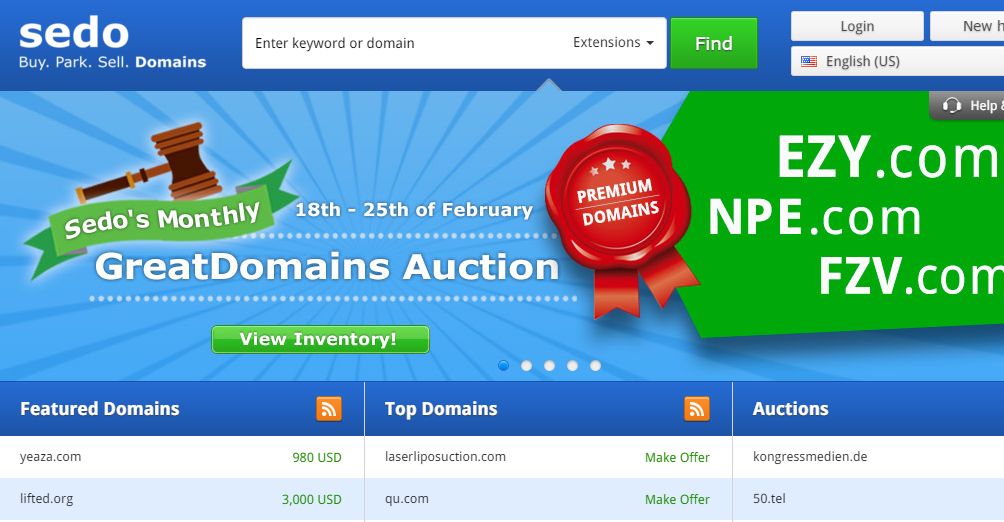 sedo
Buy. Park. Sell. Domains
Enter keyword or domain
Extensions
Find
Login
New h
English (US)
Help &
Sedo's Monthly
18th - 25th of February
GreatDomains Auction
View Inventory!
PREMIUM
DOMAINS
EZY.com
NPE.com
FZV.com
Featured Domains
Top Domains
Auctions
yeaza.com 980 USD
laserliposuction.com Make Offer
kongressmedien.de
lifted.org 3,000 USD
qu.com Make Offer
50.tel